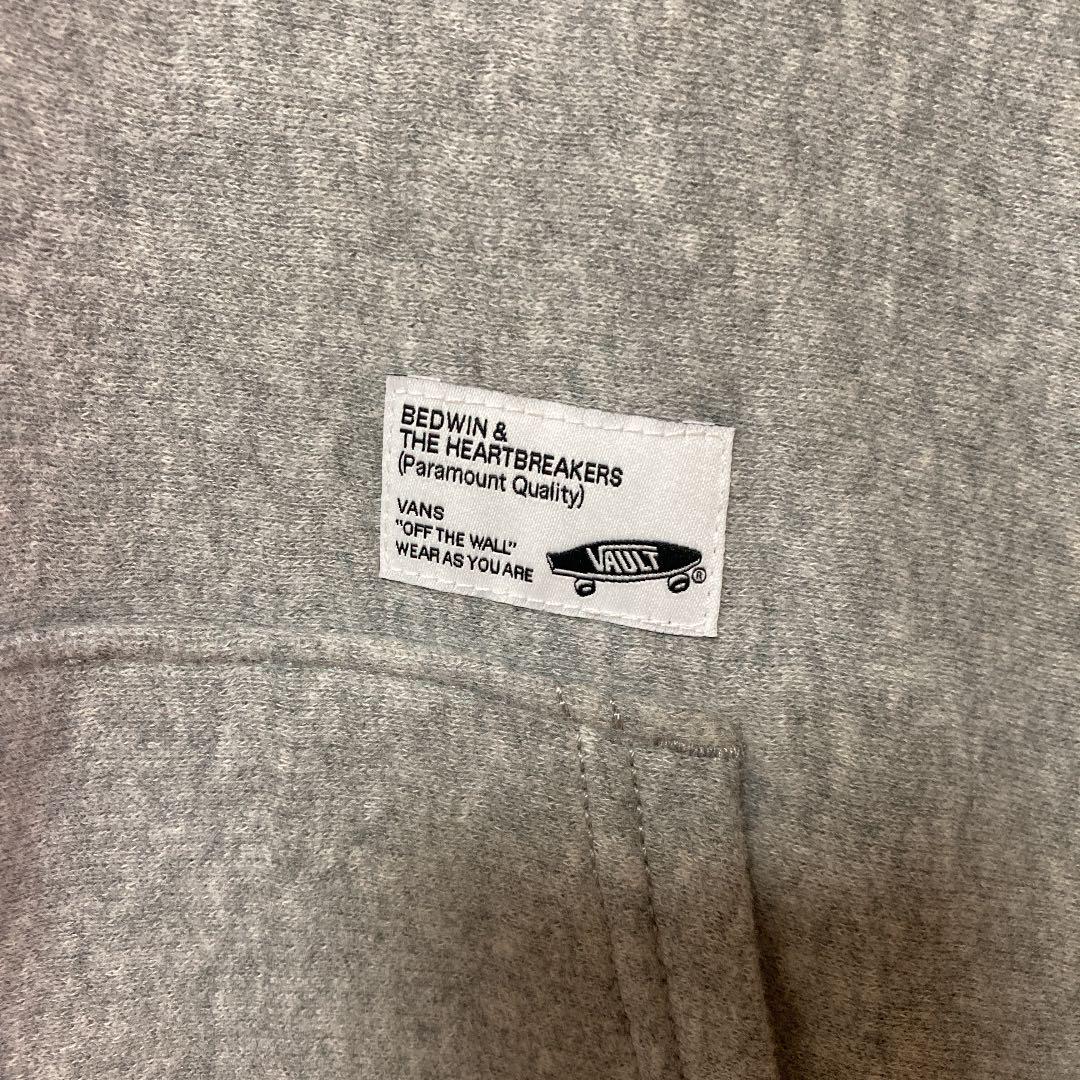 BEDWIN &
THE HEARTBREAKERS
(Paramount Quality)
VANS
"OFF THE WALL"
WEAR AS YOU ARE
VAULT
®